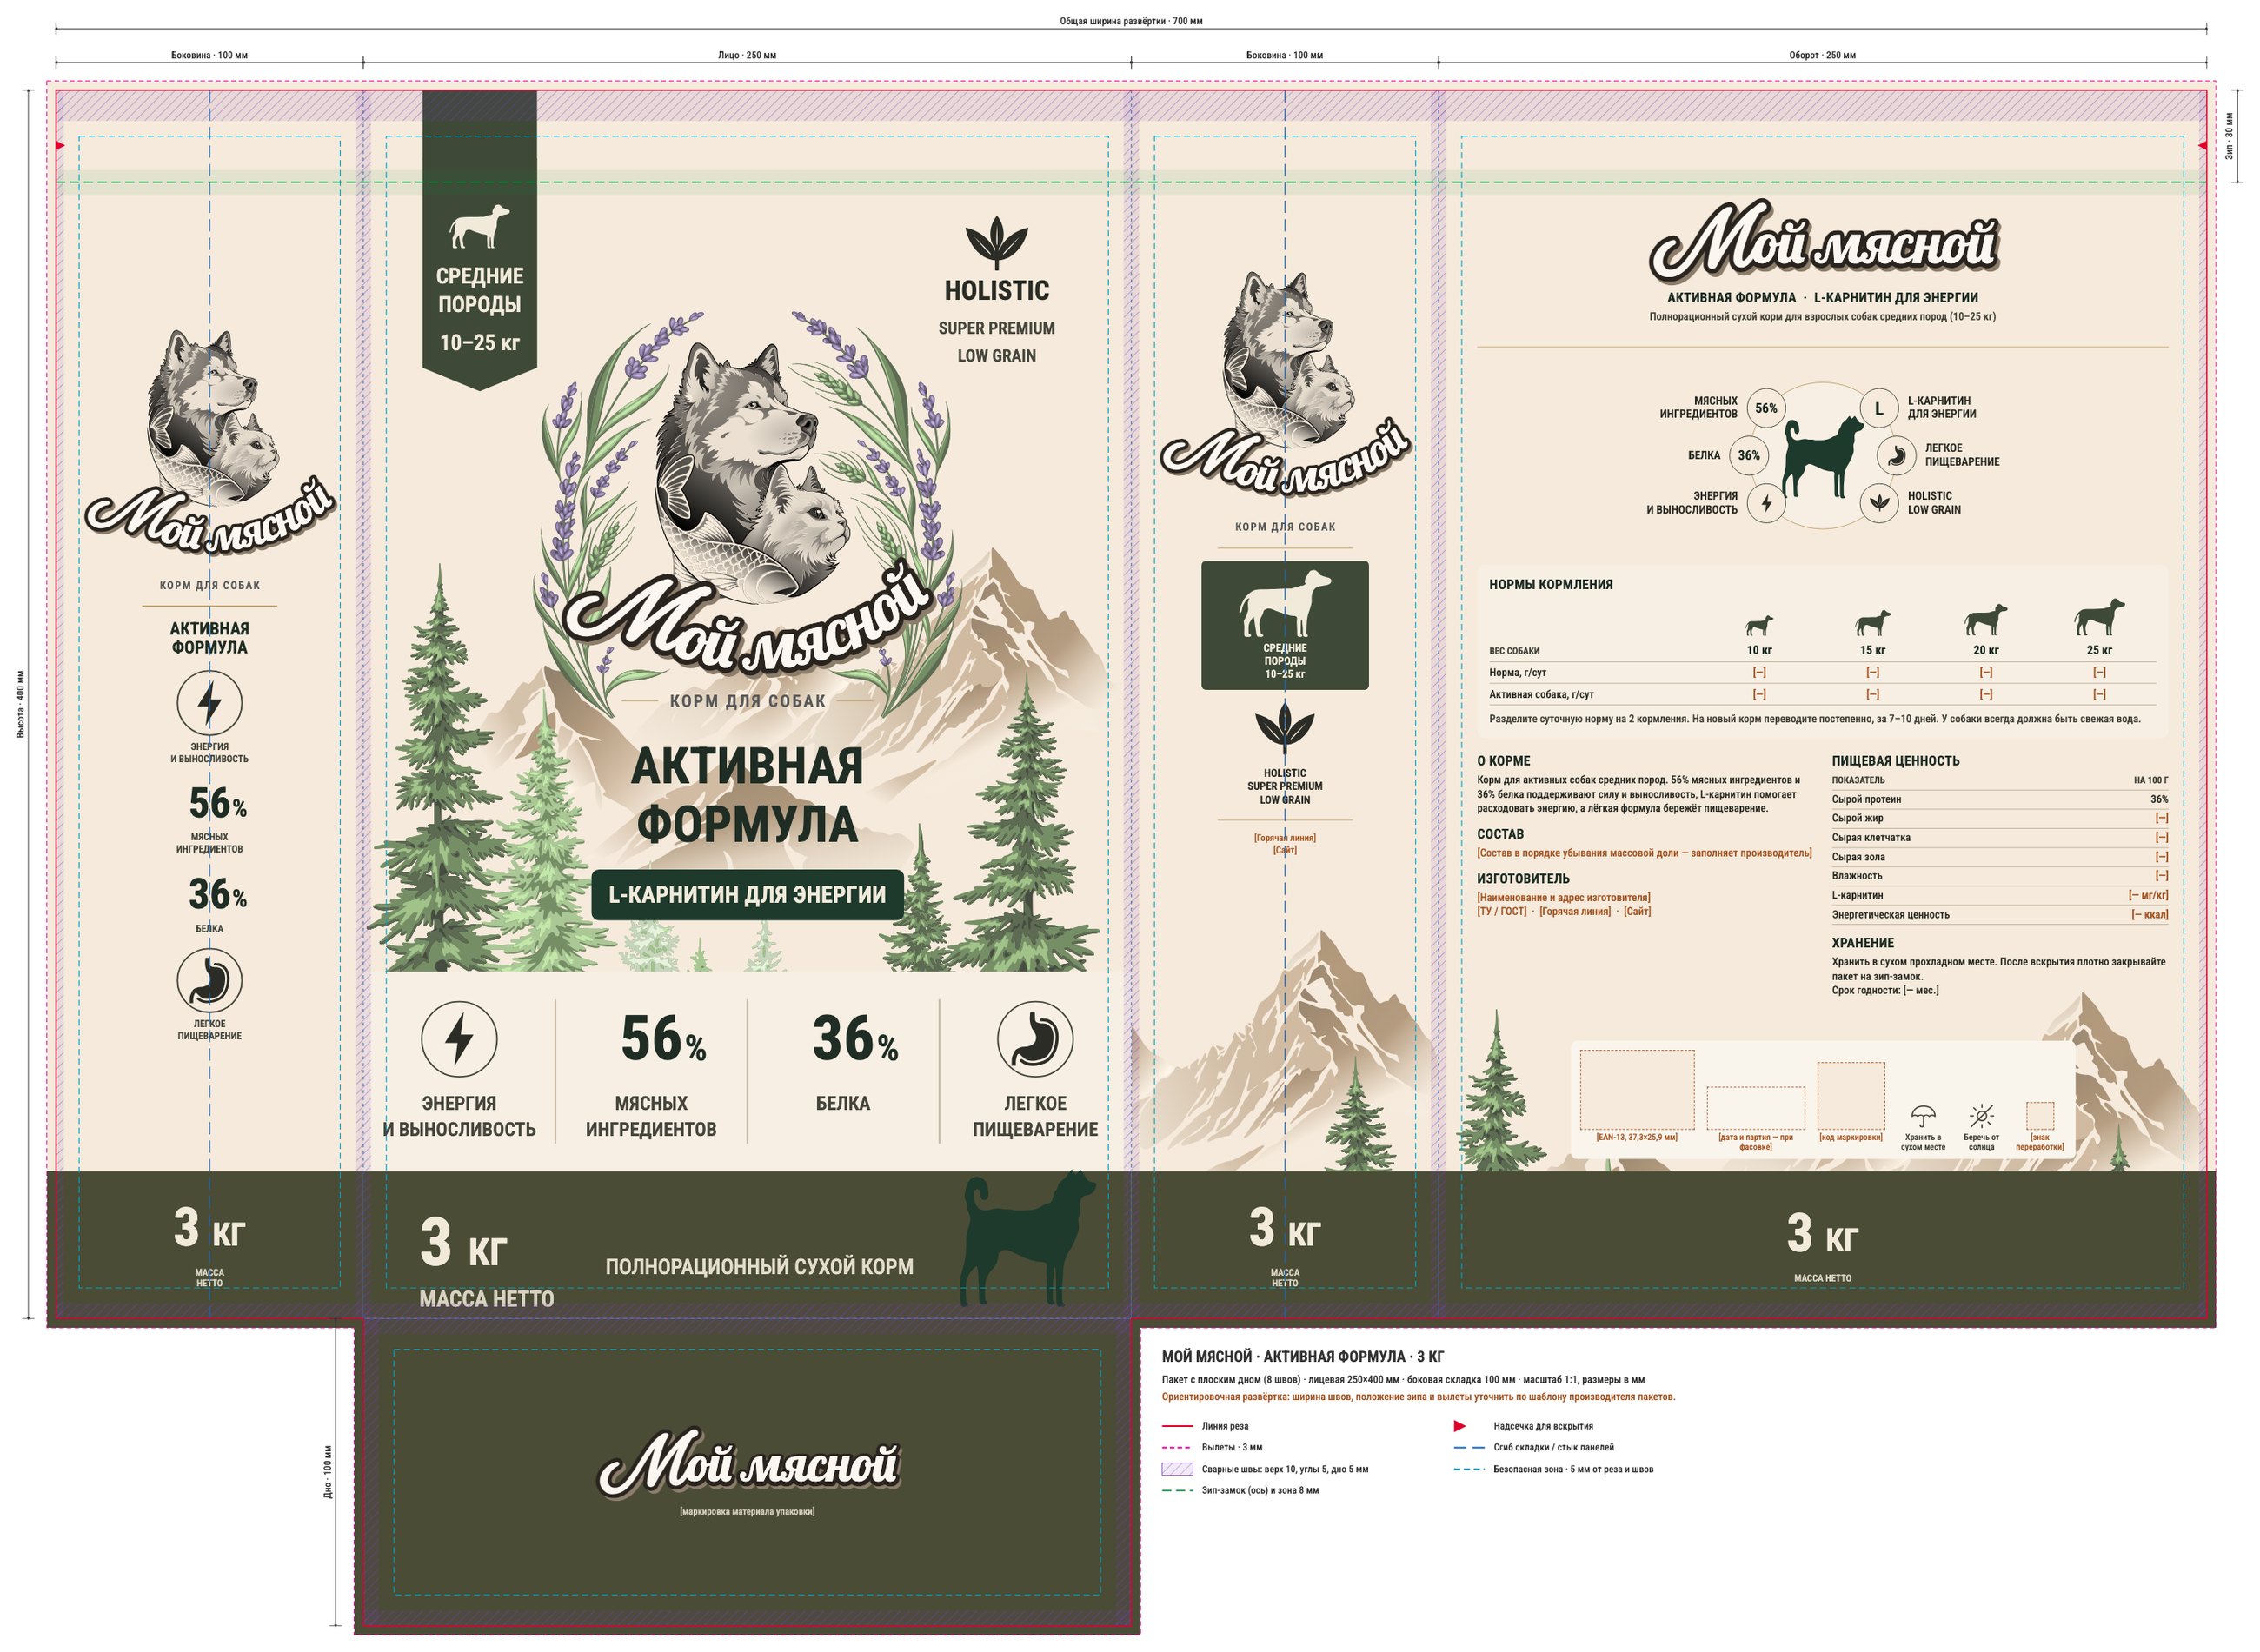 Общая ширина развёртки · 700 мм
Боковина · 100 мм
Лицо · 250 мм
Боковина · 100 мм
Оборот · 250 мм
Высота · 400 мм
Зип · 30 мм
Мой мясной
КОРМ ДЛЯ СОБАК
АКТИВНАЯ
ФОРМУЛА
ЭНЕРГИЯ
И ВЫНОСЛИВОСТЬ
56%
МЯСНЫХ
ИНГРЕДИЕНТОВ
36%
БЕЛКА
ЛЕГКОЕ
ПИЩЕВАРЕНИЕ
3 кг
МАССА
НЕТТО
СРЕДНИЕ
ПОРОДЫ
10–25 кг
HOLISTIC
SUPER PREMIUM
LOW GRAIN
Мой мясной
КОРМ ДЛЯ СОБАК
АКТИВНАЯ
ФОРМУЛА
L-КАРНИТИН ДЛЯ ЭНЕРГИИ
ЭНЕРГИЯ
И ВЫНОСЛИВОСТЬ
56%
МЯСНЫХ
ИНГРЕДИЕНТОВ
36%
БЕЛКА
ЛЕГКОЕ
ПИЩЕВАРЕНИЕ
3 кг
МАССА НЕТТО
ПОЛНОРАЦИОННЫЙ СУХОЙ КОРМ
Мой мясной
КОРМ ДЛЯ СОБАК
СРЕДНИЕ
ПОРОДЫ
10–25 кг
HOLISTIC
SUPER PREMIUM
LOW GRAIN
[Горячая линия]
[Сайт]
3 кг
МАССА
НЕТТО
Мой мясной
АКТИВНАЯ ФОРМУЛА · L-КАРНИТИН ДЛЯ ЭНЕРГИИ
Полнорационный сухой корм для взрослых собак средних пород (10–25 кг)
МЯСНЫХ
ИНГРЕДИЕНТОВ
56%
L
L-КАРНИТИН
ДЛЯ ЭНЕРГИИ
БЕЛКА
36%
ЛЕГКОЕ
ПИЩЕВАРЕНИЕ
ЭНЕРГИЯ
И ВЫНОСЛИВОСТЬ
HOLISTIC
LOW GRAIN
НОРМЫ КОРМЛЕНИЯ
ВЕС СОБАКИ 10 кг 15 кг 20 кг 25 кг
Норма, г/сут [—] [—] [—] [—]
Активная собака, г/сут [—] [—] [—] [—]
Разделите суточную норму на 2 кормления. На новый корм переводите постепенно, за 7–10 дней. У собаки всегда должна быть свежая вода.
О КОРМЕ
Корм для активных собак средних пород. 56% мясных ингредиентов и
36% белка поддерживают силу и выносливость, L-карнитин помогает
расходовать энергию, а лёгкая формула бережёт пищеварение.
СОСТАВ
[Состав в порядке убывания массовой доли — заполняет производитель]
ИЗГОТОВИТЕЛЬ
[Наименование и адрес изготовителя]
[ТУ / ГОСТ] · [Горячая линия] · [Сайт]
ПИЩЕВАЯ ЦЕННОСТЬ
ПОКАЗАТЕЛЬ НА 100 Г
Сырой протеин 36%
Сырой жир [—]
Сырая клетчатка [—]
Сырая зола [—]
Влажность [—]
L-карнитин [— мг/кг]
Энергетическая ценность [— ккал]
ХРАНЕНИЕ
Хранить в сухом прохладном месте. После вскрытия плотно закрывайте
пакет на зип-замок.
Срок годности: [— мес.]
[EAN-13, 37,3×25,9 мм]
[дата и партия — при
фасовке]
[код маркировки]
Хранить в
сухом месте
Беречь от
солнца
[знак
переработки]
3 кг
МАССА НЕТТО
Дно · 100 мм
Мой мясной
[маркировка материала упаковки]
МОЙ МЯСНОЙ · АКТИВНАЯ ФОРМУЛА · 3 КГ
Пакет с плоским дном (8 швов) · лицевая 250×400 мм · боковая складка 100 мм · масштаб 1:1, размеры в мм
Ориентировочная развёртка: ширина швов, положение зипа и вылеты уточнить по шаблону производителя пакетов.
Линия реза
Надсечка для вскрытия
Вылеты · 3 мм
Сгиб складки / стык панелей
Сварные швы: верх 10, углы 5, дно 5 мм
Безопасная зона · 5 мм от реза и швов
Зип-замок (ось) и зона 8 мм